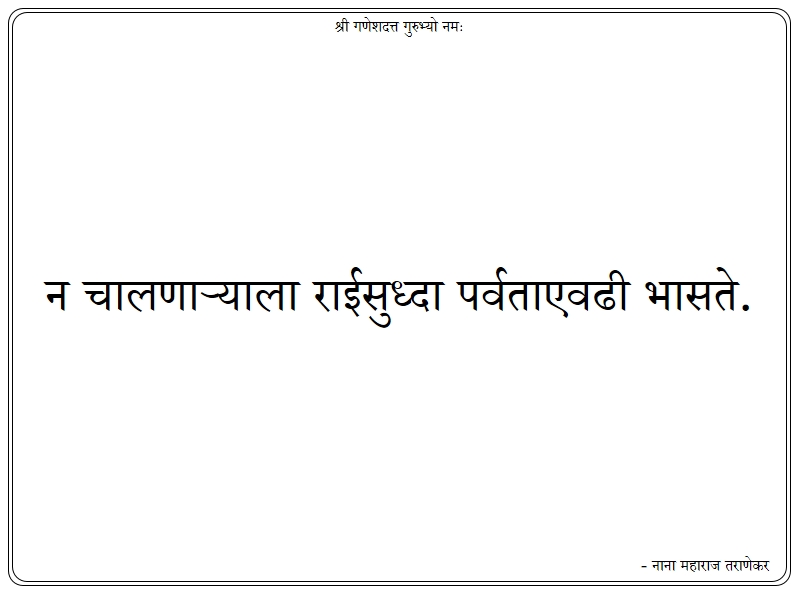 श्री गणेशदत्त गुरुभ्यो नमः
न चालणाऱ्याला राईसुध्दा पर्वताएवढी भासते.
- नाना महाराज तराणेकर